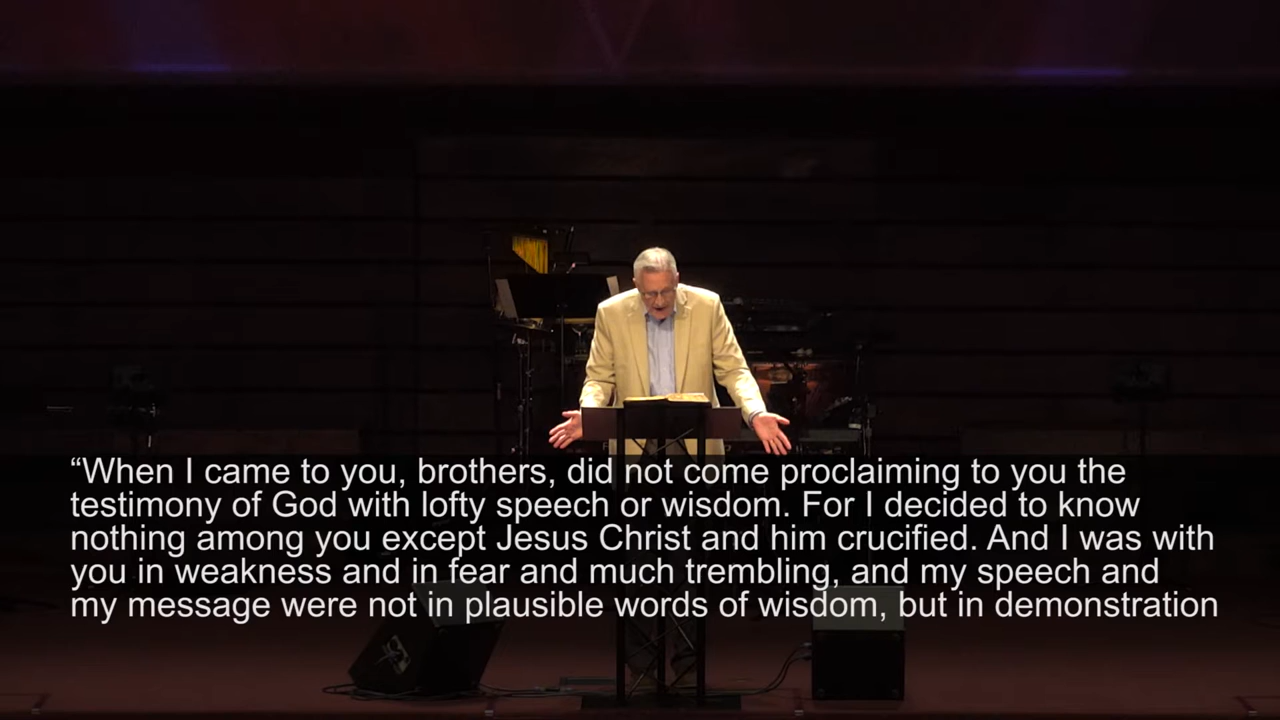 “When I came to you, brothers, did not come proclaiming to you the
testimony of God with lofty speech or wisdom. For I decided to know
nothing among you except Jesus Christ and him crucified. And I was with
you in weakness and in fear and much trembling, and my speech and
my message were not in plausible words of wisdom, but in demonstration